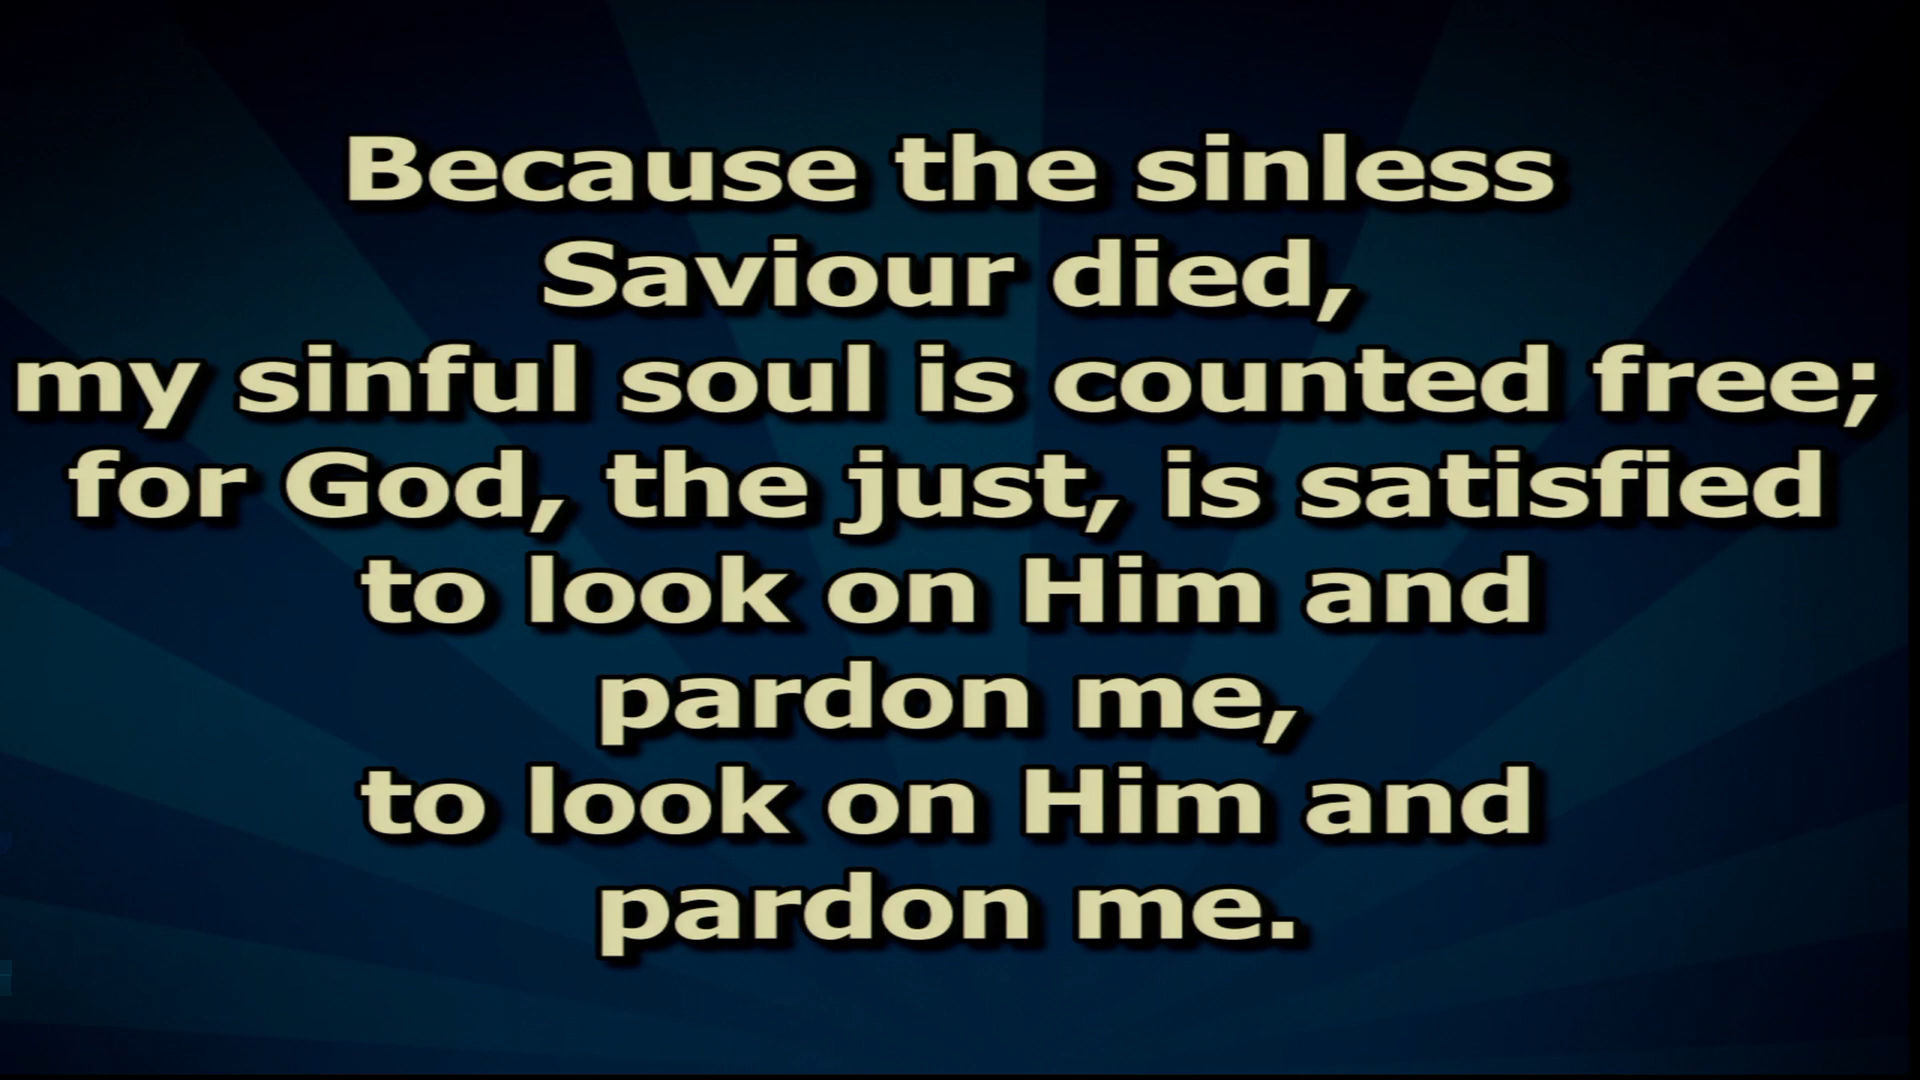 Because the sinless
Saviour died,
my sinful soul is counted free;
for God, the just, is satisfied
to look on Him and
pardon me,
to look on Him and
pardon me.